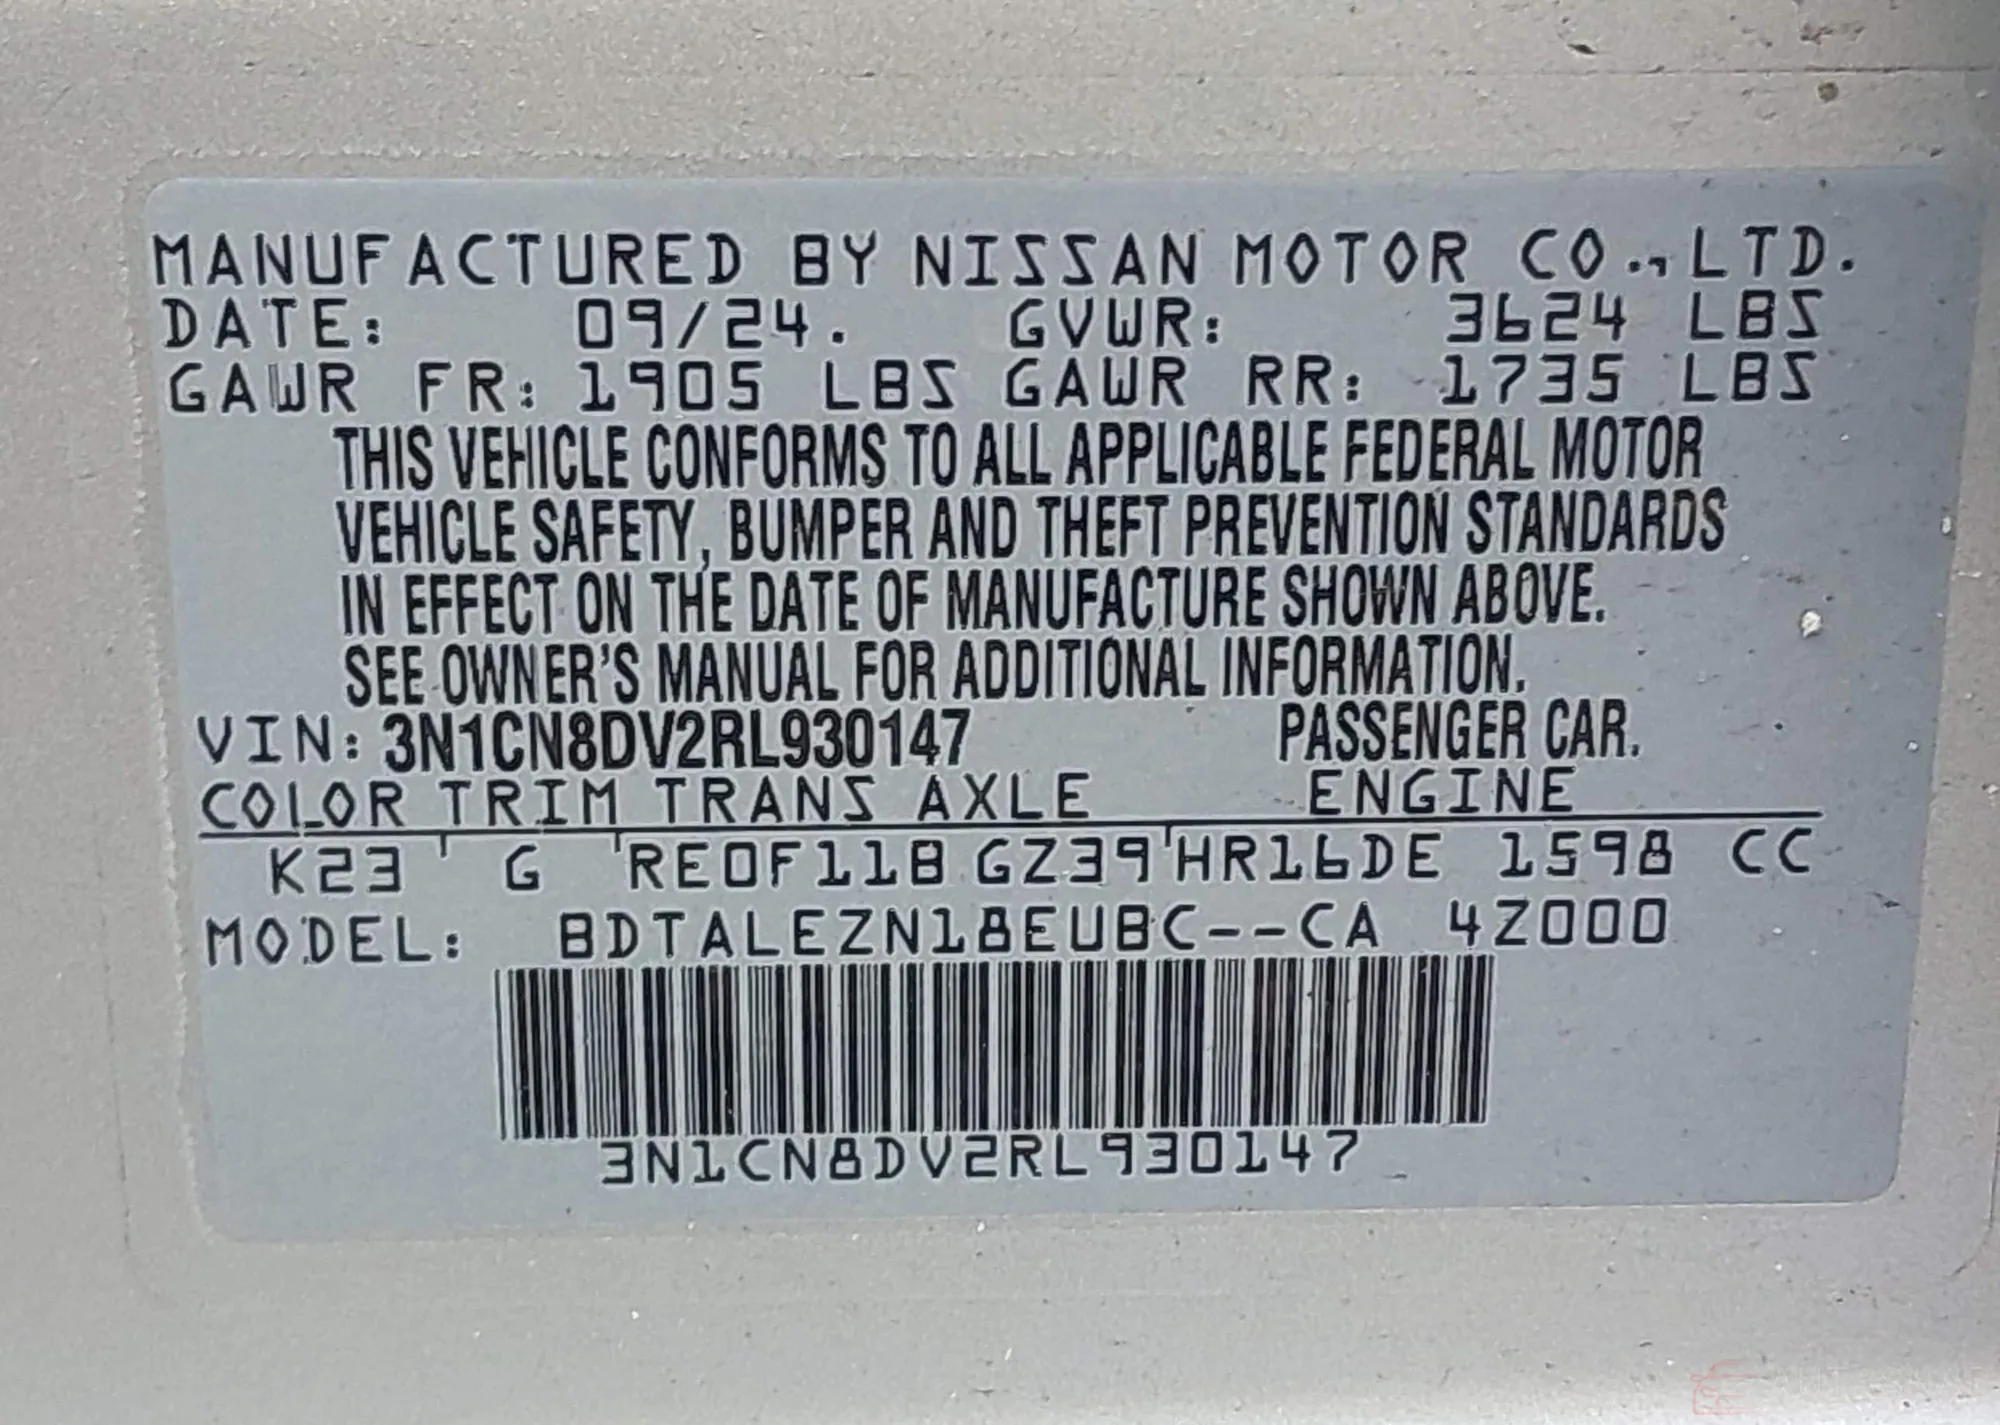 MANUFACTURED BY NISSAN MOTOR CO.,LTD.
DATE: 09/24. GVWR: 3624 LBS
GAWR FR: 1905 LBS GAWR RR: 1735 LBS
THIS VEHICLE CONFORMS TO ALL APPLICABLE FEDERAL MOTOR
VEHICLE SAFETY, BUMPER AND THEFT PREVENTION STANDARDS
IN EFFECT ON THE DATE OF MANUFACTURE SHOWN ABOVE.
SEE OWNER'S MANUAL FOR ADDITIONAL INFORMATION.
VIN: 3N1CN8DV2RL930147 PASSENGER CAR.
COLOR TRIM TRANS AXLE ENGINE
K23 G RE0F11B GZ39 HR16DE 1598 CC
MODEL: BDTALEZN18EUBC--CA 4Z000
3N1CN8DV2RL930147